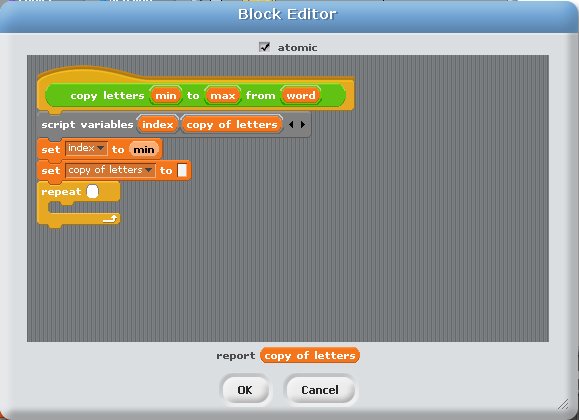 Block Editor
atomic
copy letters min to max from word
script variables index copy of letters
set index to min
set copy of letters to
repeat
report copy of letters
OK Cancel